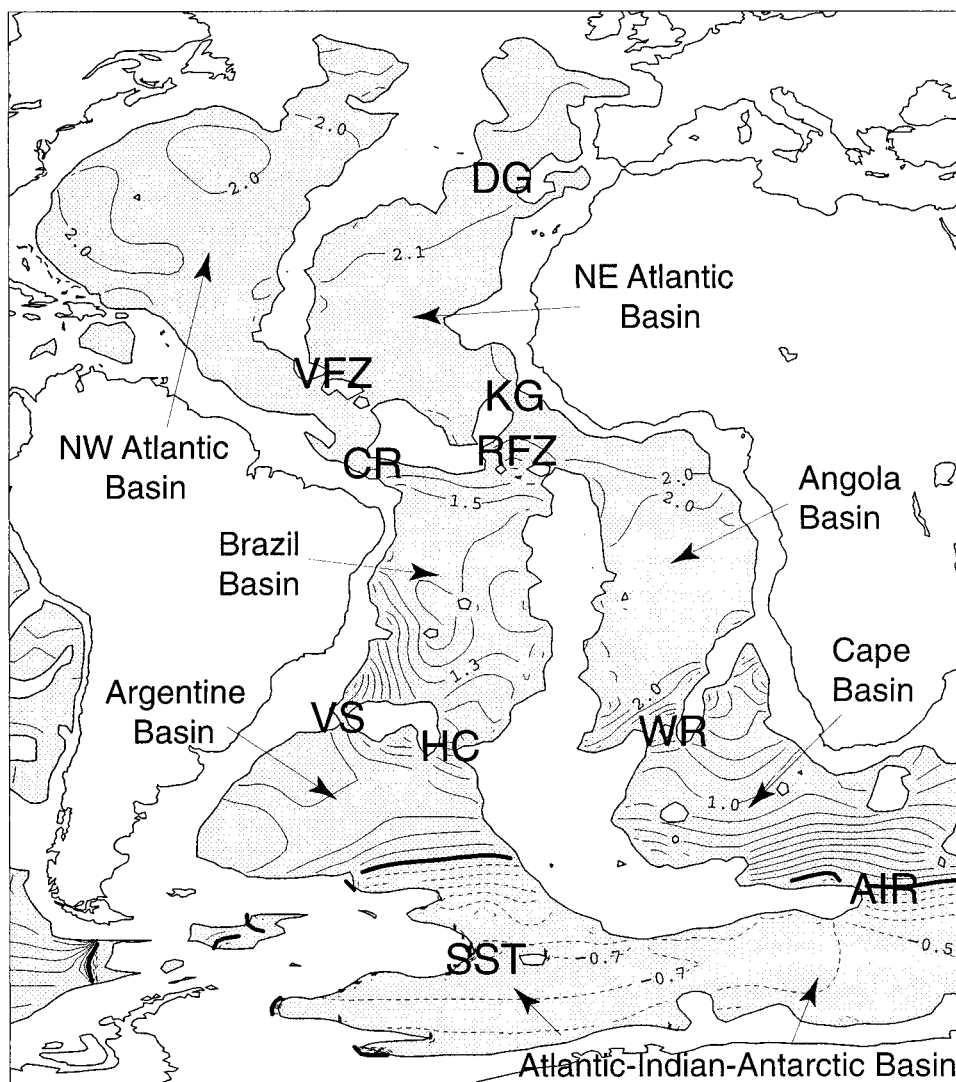 2.0
2.0
DG
2.0
2.1
NE Atlantic
Basin
VFZ
KG
NW Atlantic
Basin
CR
RFZ
2.0
2.0
1.5
Angola
Basin
Brazil
Basin
Cape
Basin
1.3
Argentine
Basin
2.0
VS
WR
HC
1.0
AIR
SST
-0.7
-0.7
-0.5
Atlantic-Indian-Antarctic Basin